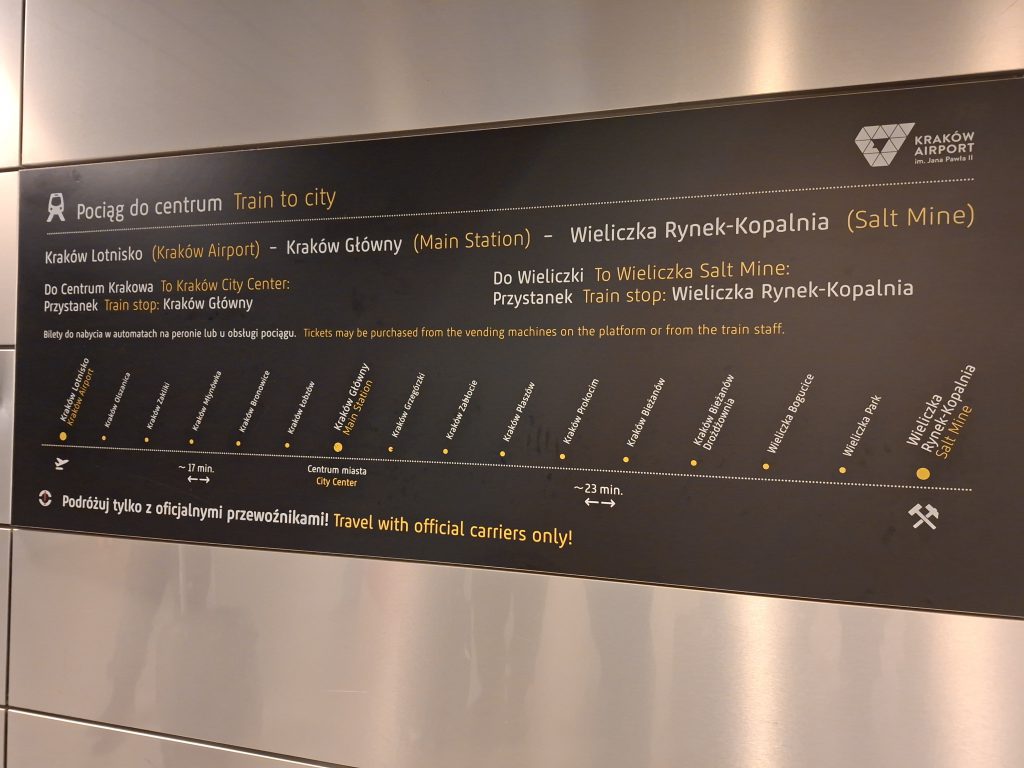 KRAKÓW
AIRPORT
im. Jana Pawła II
Pociąg do centrum Train to city
Kraków Lotnisko (Kraków Airport) – Kraków Główny (Main Station) – Wieliczka Rynek-Kopalnia (Salt Mine)
Do Centrum Krakowa To Kraków City Center:
Przystanek Train stop: Kraków Główny
Do Wieliczki To Wieliczka Salt Mine:
Przystanek Train stop: Wieliczka Rynek-Kopalnia
Bilety do nabycia w automatach na peronie lub u obsługi pociągu. Tickets may be purchased from the vending machines on the platform or from the train staff.
Kraków Lotnisko
Kraków Airport
Kraków Olszanica
Kraków Zakliki
Kraków Młynówka
Kraków Bronowice
Kraków Łobzów
Kraków Główny
Main Station
Kraków Grzegórzki
Kraków Zabłocie
Kraków Płaszów
Kraków Prokocim
Kraków Bieżanów
Kraków Bieżanów
Drożdżownia
Wieliczka Bogucice
Wieliczka Park
Wieliczka
Rynek-Kopalnia
Salt Mine
~ 17 min.
Centrum miasta
City Center
~ 23 min.
Podróżuj tylko z oficjalnymi przewoźnikami! Travel with official carriers only!